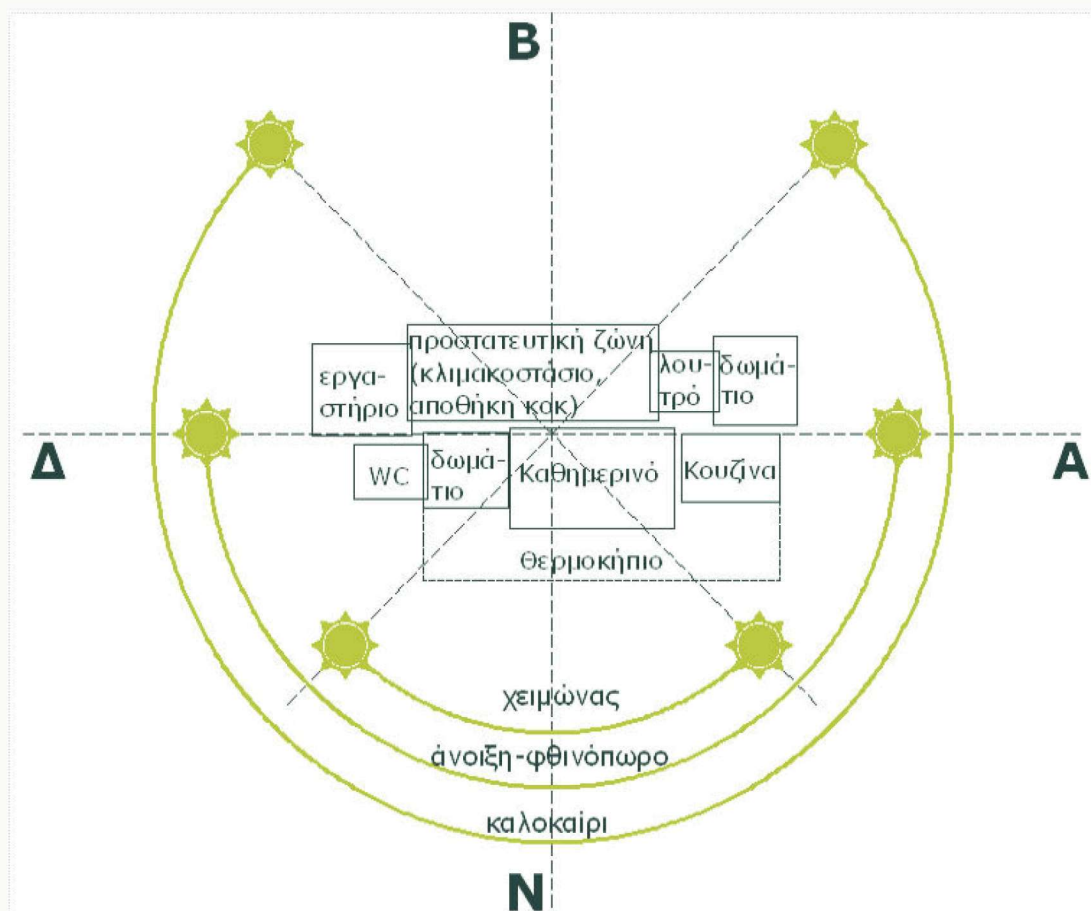 Β
προστατευτική ζώνη
(κλιμακοστάσιο,
αποθήκη κοκ)
εργα-
στήριο
λου-
τρό
δωμά-
τιο
Δ
Α
WC
δωμά-
τιο
Καθημερινό
Κουζίνα
Θερμοκήπιο
χειμώνας
άνοιξη-φθινόπωρο
καλοκαίρι
Ν